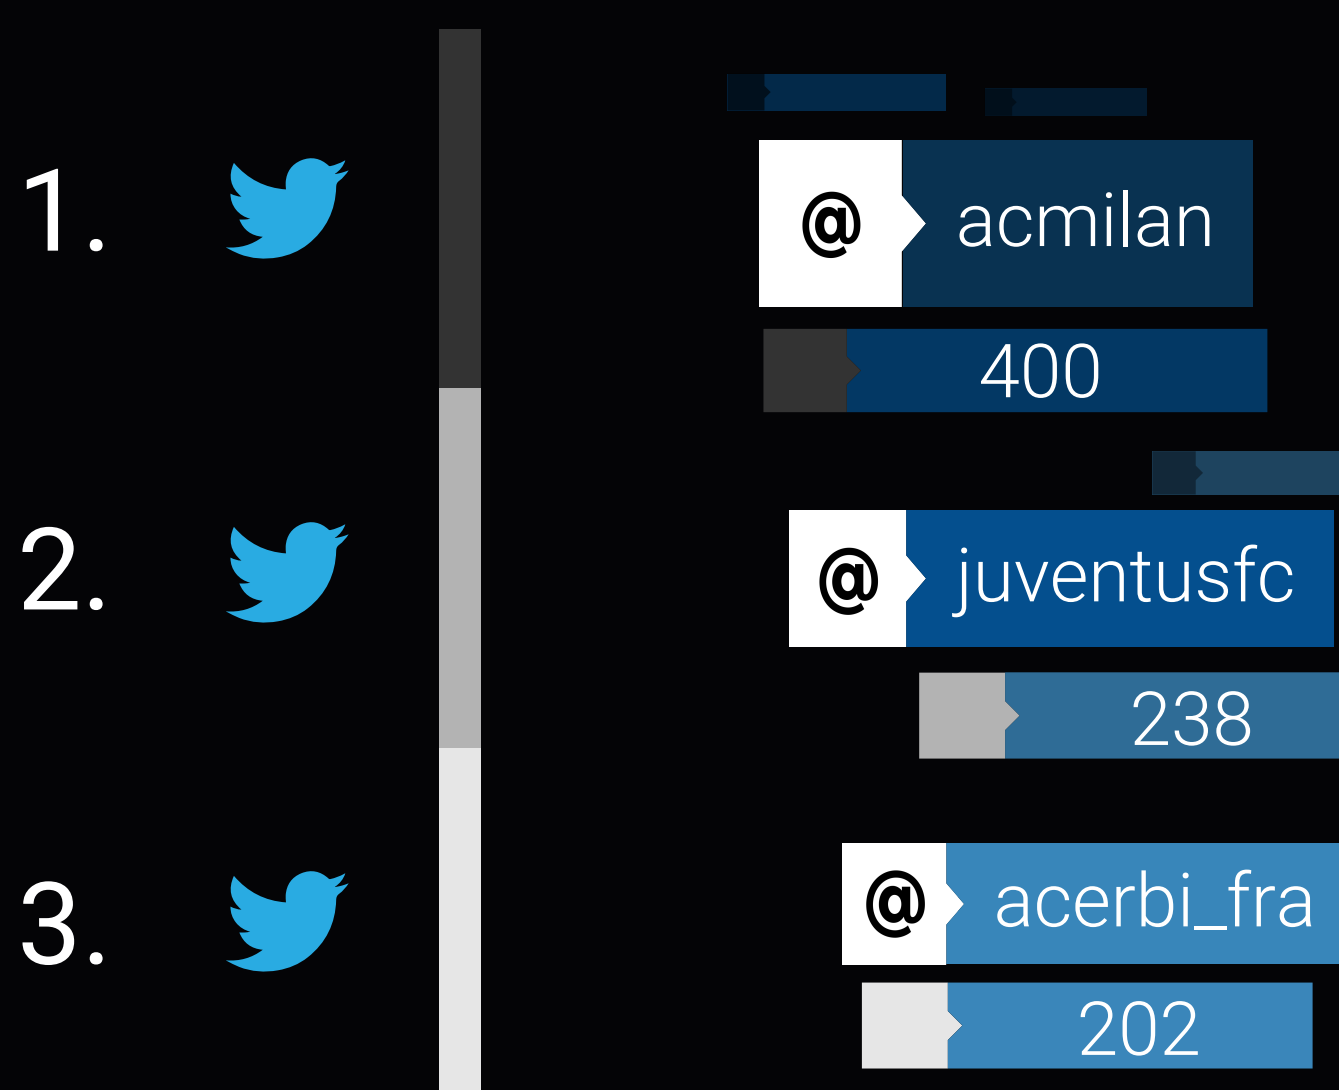 1. @ acmilan
400
2. @ juventusfc
238
3. @ acerbi_fra
202